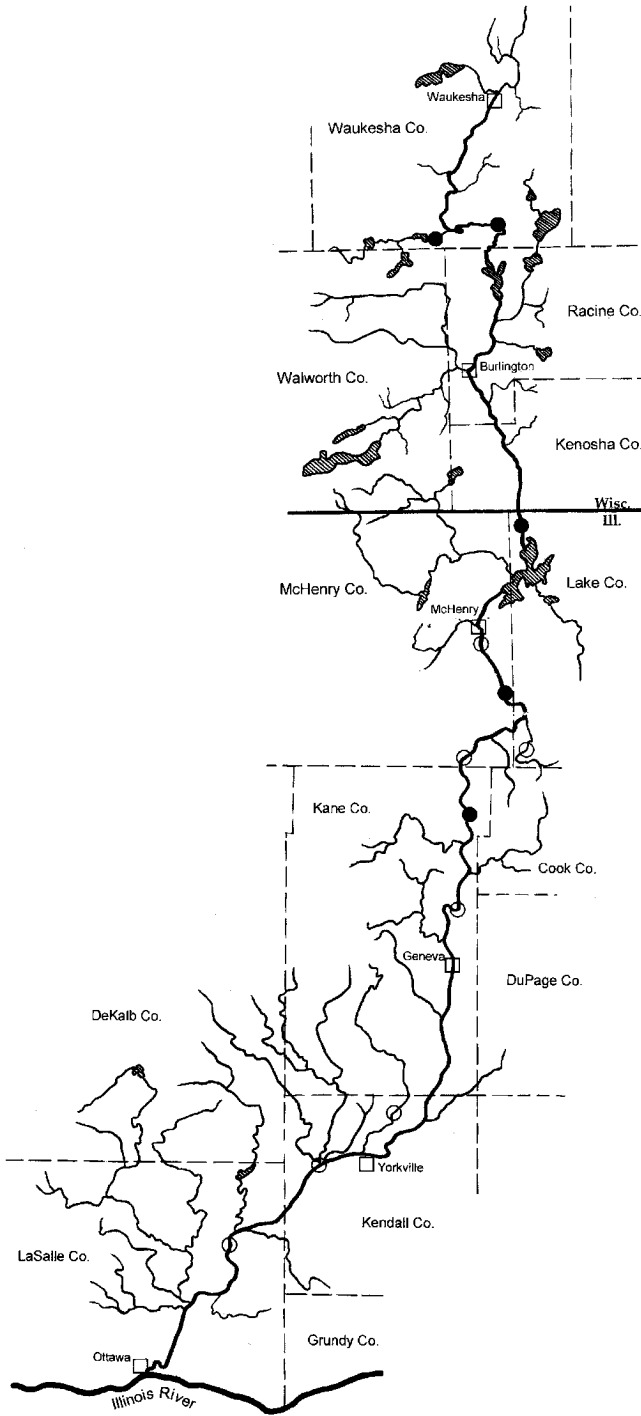 Waukesha
Waukesha Co.
Racine Co.
Burlington
Walworth Co.
Kenosha Co.
Wisc.
Ill.
McHenry Co.
Lake Co.
McHenry
Kane Co.
Cook Co.
Geneva
DuPage Co.
DeKalb Co.
Yorkville
Kendall Co.
LaSalle Co.
Grundy Co.
Ottawa
Illinois River